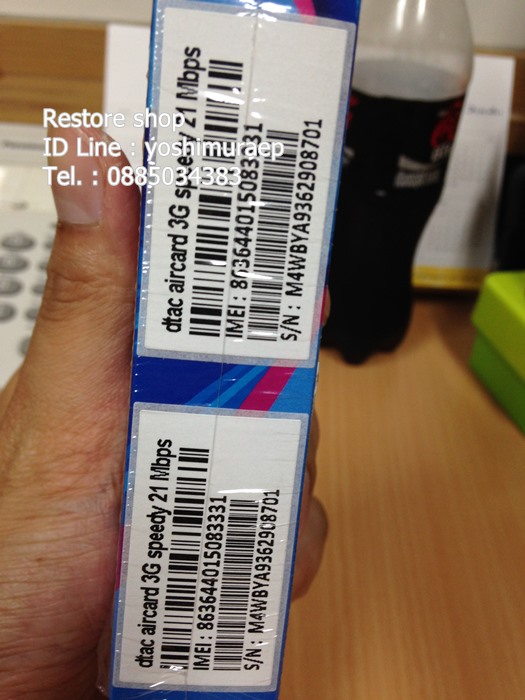 Restore shop
ID Line : yoshimuraep
Tel. : 0885034383
dtac aircard 3G speedy 21 Mbps
IMEI: 863644015083331
S/N: M4WBYA9362908701
dtac aircard 3G speedy 21 Mbps
IMEI: 863644015083331
S/N: M4WBYA9362908701